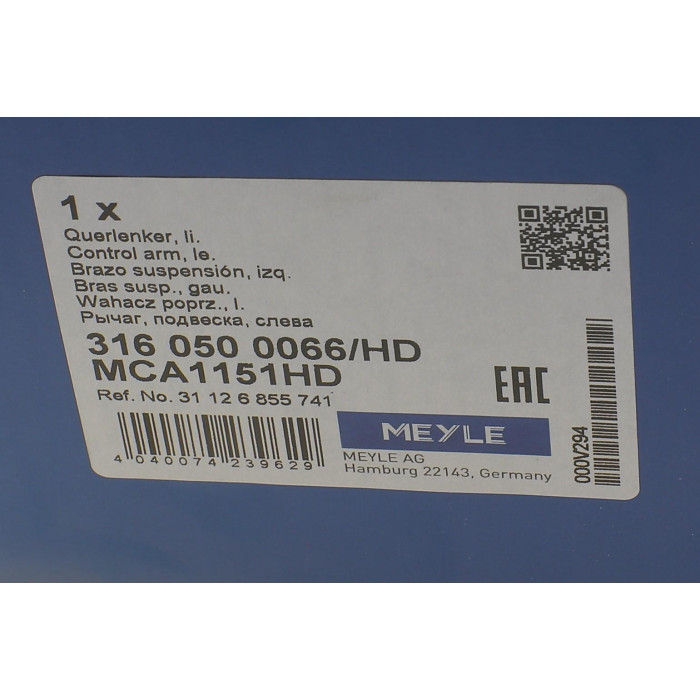 1 x
Querlenker, li.
Control arm, le.
Brazo suspensión, izq.
Bras susp., gau.
Wahacz poprz., l.
Рычаг, подвеска, слева
316 050 0066/HD
MCA1151HD
Ref. No. 31 12 6 855 741
EAC
4 040074 239629
MEYLE
MEYLE AG
Hamburg 22143, Germany
000V294